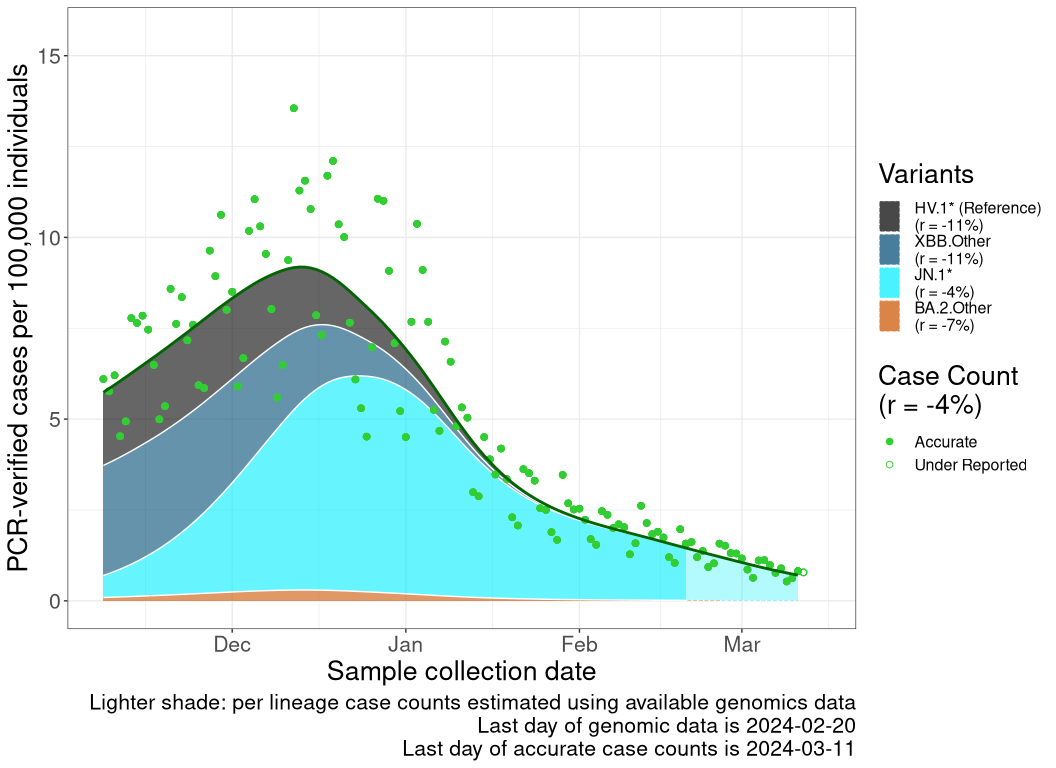 PCR-verified cases per 100,000 individuals
15
10
5
0
Dec
Jan
Feb
Mar
Sample collection date
Lighter shade: per lineage case counts estimated using available genomics data
Last day of genomic data is 2024-02-20
Last day of accurate case counts is 2024-03-11
Variants
HV.1* (Reference)
(r = -11%)
XBB.Other
(r = -11%)
JN.1*
(r = -4%)
BA.2.Other
(r = -7%)
Case Count
(r = -4%)
Accurate
Under Reported